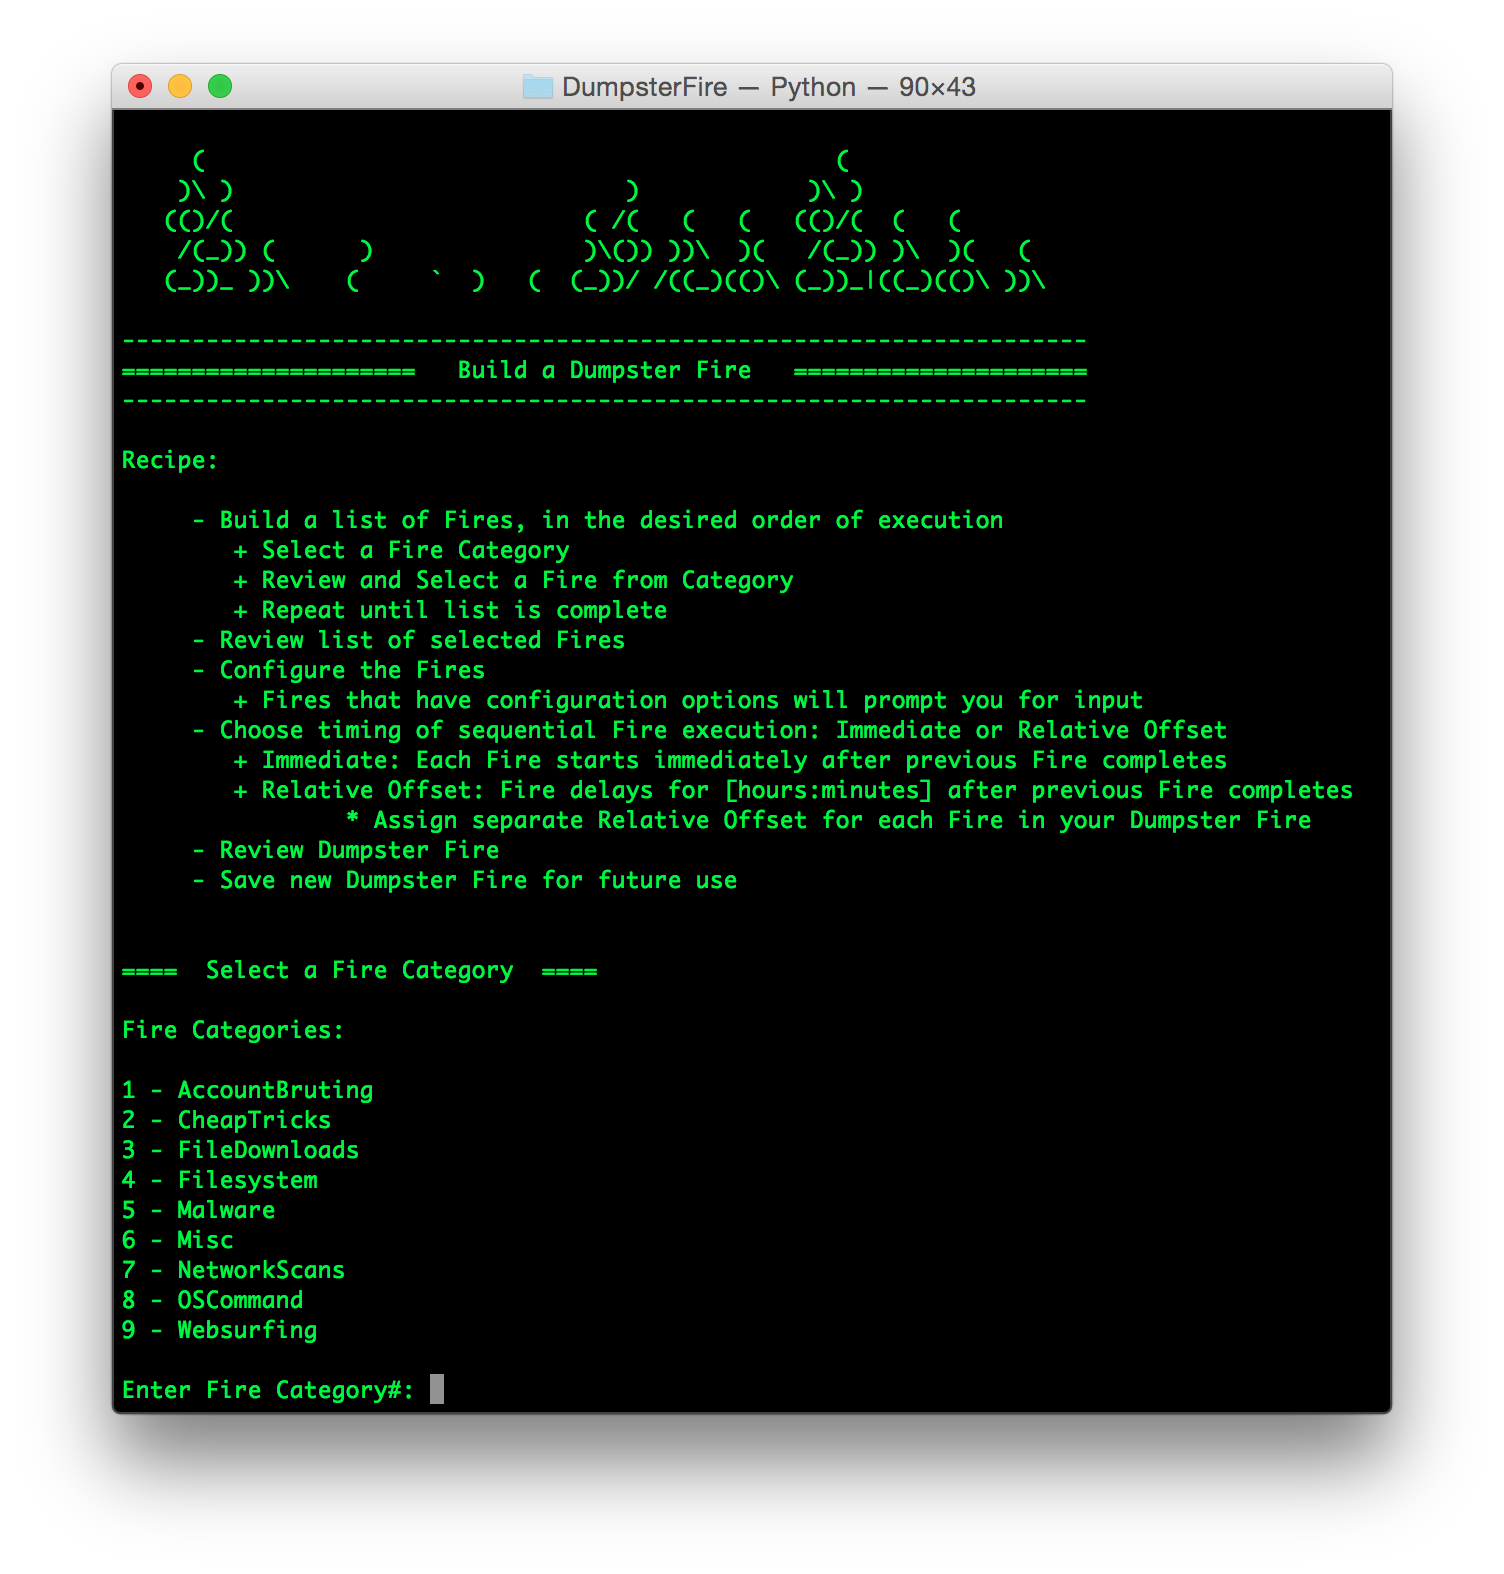 DumpsterFire — Python — 90×43
     (                                             (
    )\ )                            )            )\ )
   (()/(                         ( /(   (   (   (()/(  (   (
    /(_)) (      )               )\()) ))\  )(   /(_)) )\  )(   (
   (_))_ ))\    (     `  )   (  (_))/ /((_)(()\ (_))_|((_)(()\ ))\
---------------------------------------------------------------------
=====================   Build a Dumpster Fire   =====================
---------------------------------------------------------------------
Recipe:
     - Build a list of Fires, in the desired order of execution
        + Select a Fire Category
        + Review and Select a Fire from Category
        + Repeat until list is complete
     - Review list of selected Fires
     - Configure the Fires
        + Fires that have configuration options will prompt you for input
     - Choose timing of sequential Fire execution: Immediate or Relative Offset
        + Immediate: Each Fire starts immediately after previous Fire completes
        + Relative Offset: Fire delays for [hours:minutes] after previous Fire completes
                * Assign separate Relative Offset for each Fire in your Dumpster Fire
     - Review Dumpster Fire
     - Save new Dumpster Fire for future use
====  Select a Fire Category  ====
Fire Categories:
1 - AccountBruting
2 - CheapTricks
3 - FileDownloads
4 - Filesystem
5 - Malware
6 - Misc
7 - NetworkScans
8 - OSCommand
9 - Websurfing
Enter Fire Category#: